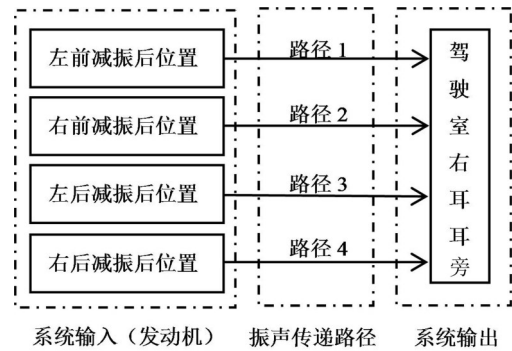 左前减振后位置
右前减振后位置
左后减振后位置
右后减振后位置
路径 1
路径 2
路径 3
路径 4
驾
驶
室
右
耳
耳
旁
系统输入（发动机）
振声传递路径
系统输出